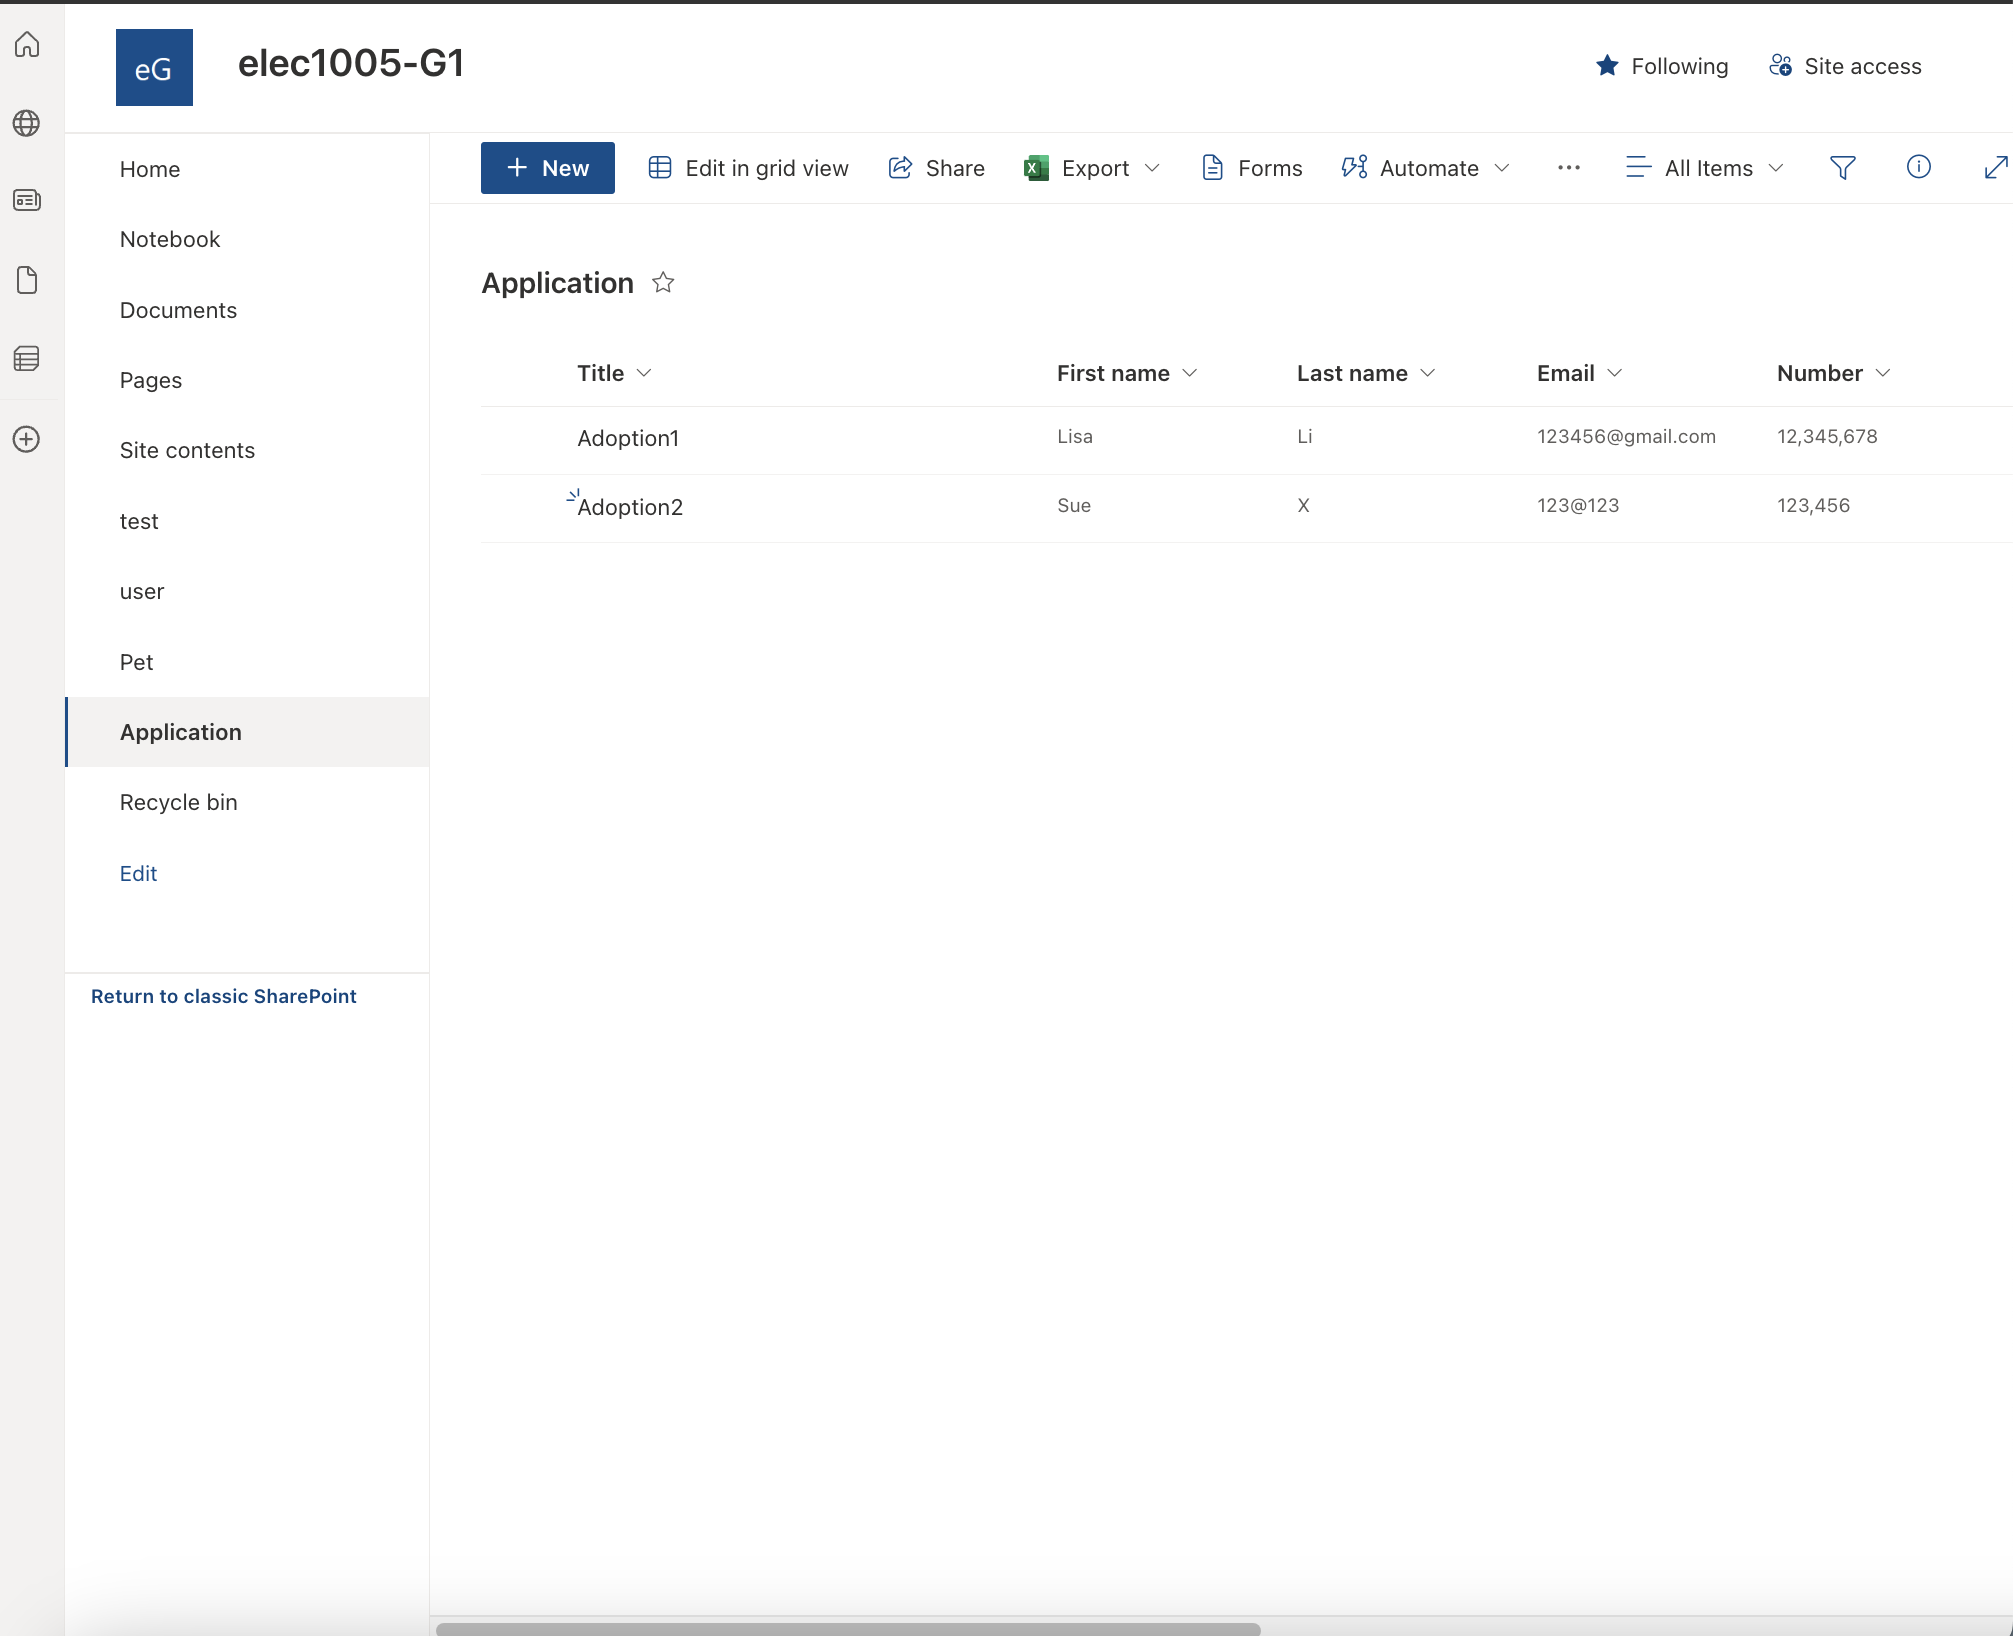 eG elec1005-G1 Following Site access
Home
Notebook
Documents
Pages
Site contents
test
user
Pet
Application
Recycle bin
Edit
Return to classic SharePoint
New Edit in grid view Share Export Forms Automate ... All Items
Application
Title First name Last name Email Number
Adoption1 Lisa Li 123456@gmail.com 12,345,678
Adoption2 Sue X 123@123 123,456